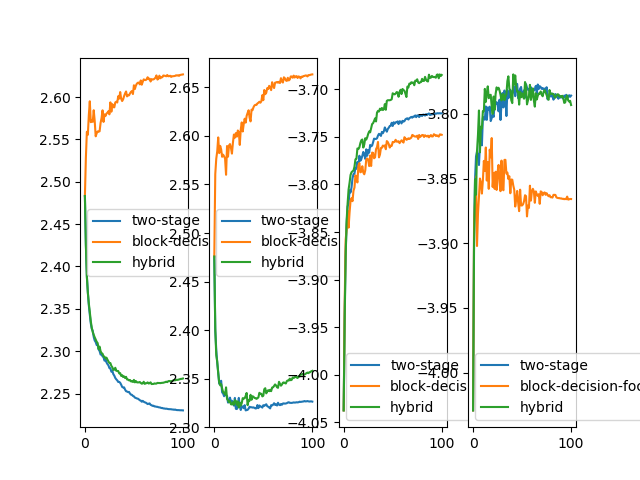 2.60
2.55
2.50
2.45
2.40
2.35
2.30
2.25
two-stage
block-decis
hybrid
0 100
2.65
2.60
2.55
2.50
2.45
2.40
2.35
2.30
two-stage
block-decis
hybrid
0 100
−3.70
−3.75
−3.80
−3.85
−3.90
−3.95
−4.00
−4.05
two-stage
block-decis
hybrid
0 100
−3.80
−3.85
−3.90
−3.95
−4.00
two-stage
block-decision-foc
hybrid
0 100